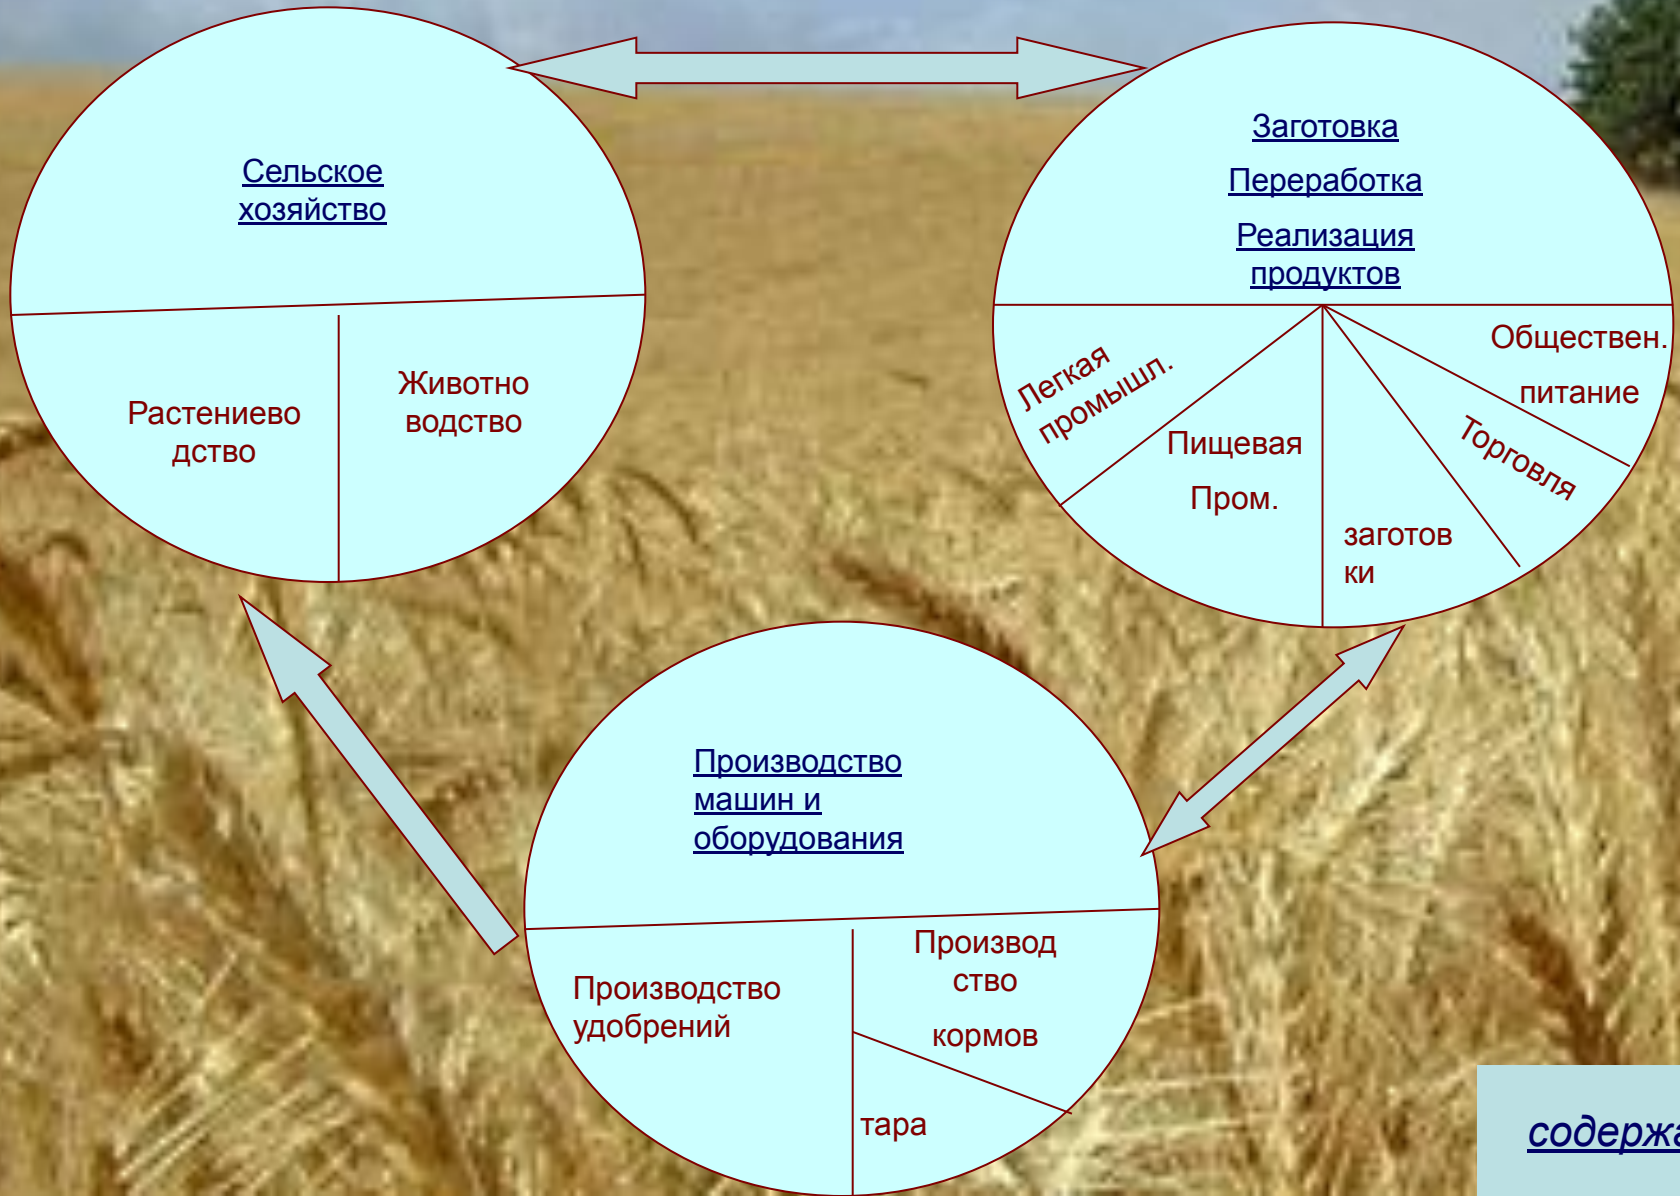 Сельское
хозяйство
Растениево
дство
Животно
водство
Заготовка
Переработка
Реализация
продуктов
Легкая
промышл.
Пищевая
Пром.
заготов
ки
Торговля
Обществен.
питание
Производство
машин и
оборудования
Производство
удобрений
Производ
ство
кормов
тара